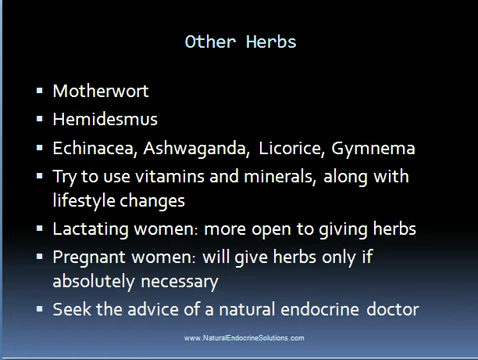 Other Herbs
Motherwort
Hemidesmus
Echinacea, Ashwaganda, Licorice, Gymnema
Try to use vitamins and minerals, along with
lifestyle changes
Lactating women: more open to giving herbs
Pregnant women: will give herbs only if
absolutely necessary
Seek the advice of a natural endocrine doctor
www.NaturalEndocrineSolutions.com